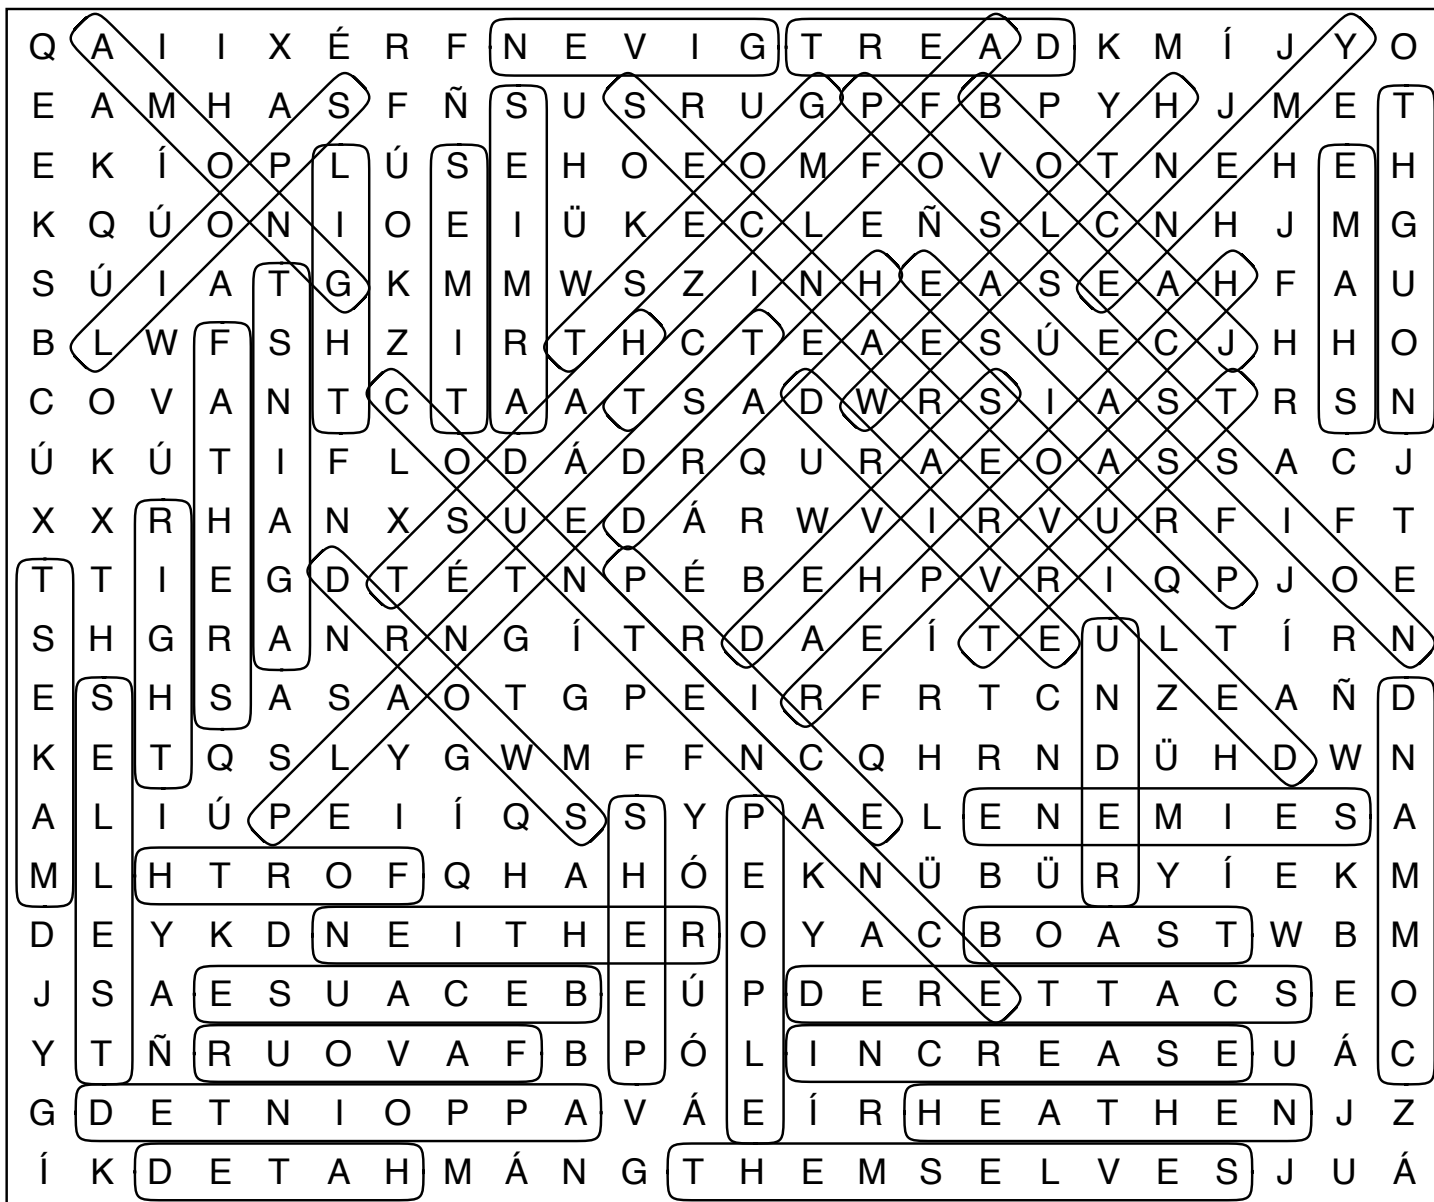 Q A I I X É R F N E V I G T R E A D K M Í J Y O
E A M H A S F Ñ S U S R U G P F B P Y H J M E T
E K Í O P L Ú S E H O E O M F O V O T N E H E H
K Q Ú O N I O E I Ü K E C L E Ñ S L C N H J M G
S Ú I A T G K M M W S Z I N H E A S E A H F A U
B L W F S H Z I R T H C T E A E S Ú E C J H H O
C O V A N T C T A A T S A D W R S I A S T R S N
Ú K Ú T I F L O D Á D R Q U R A E O A S S A C J
X X R H A N X S U E D Á R W V I R V U R F I F T
T T I E G D T É T N P É B E H P V R I Q P J O E
S H G R A N R N G Í T R D A E Í T E U L T Í R N
E S H S A S A O T G P E I R F R T C N Z E A Ñ D
K E T Q S L Y G W M F F N C Q H R N D Ü H D W N
A L I Ú P E I Í Q S S Y P A E L E N E M I E S A
M L H T R O F Q H A H Ó E K N Ü B Ü R Y Í E K M
D E Y K D N E I T H E R O Y A C B O A S T W B M
J S A E S U A C E B E Ú P D E R E T T A C S E O
Y T Ñ R U O V A F B P Ó L I N C R E A S E U Á C
G D E T N I O P P A V Á E Í R H E A T H E N J Z
Í K D E T A H M Á N G T H E M S E L V E S J U Á